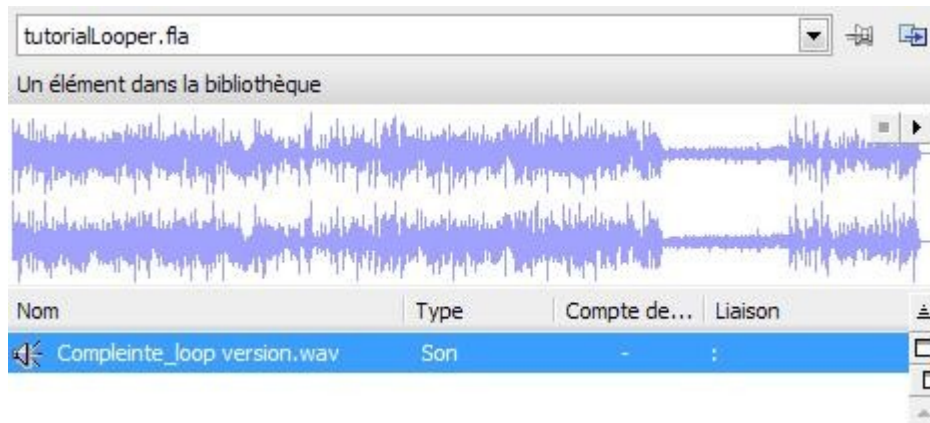 tutorialLooper.fla
Un élément dans la bibliothèque
Nom Type Compte de... Liaison
Compleinte_loop version.wav Son - :